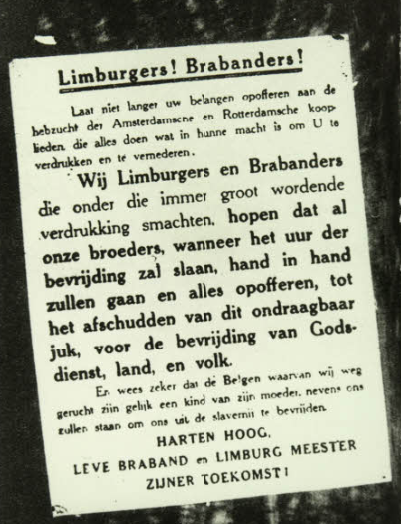 Limburgers! Brabanders!
Laat niet langer uw belangen opofferen aan de
hebzucht der Amsterdamsche en Rotterdamsche koop-
lieden, die alles doen wat in hunne macht is om U te
verdrukken en te vernederen.
Wij Limburgers en Brabanders
die onder die immer groot wordende
verdrukking smachten, hopen dat al
onze broeders, wanneer het uur der
bevrijding zal slaan, hand in hand
zullen gaan en alles opofferen, tot
het afschudden van dit ondraagbaar
juk, voor de bevrijding van Gods-
dienst, land, en volk.
En wees zeker dat de Belgen waarvan wij weg
gerucht zijn gelijk een kind van zijn moeder, nevens ons
zullen staan om ons uit de slavernij te bevrijden.
HARTEN HOOG,
LEVE BRABAND en LIMBURG MEESTER
ZIJNER TOEKOMST!